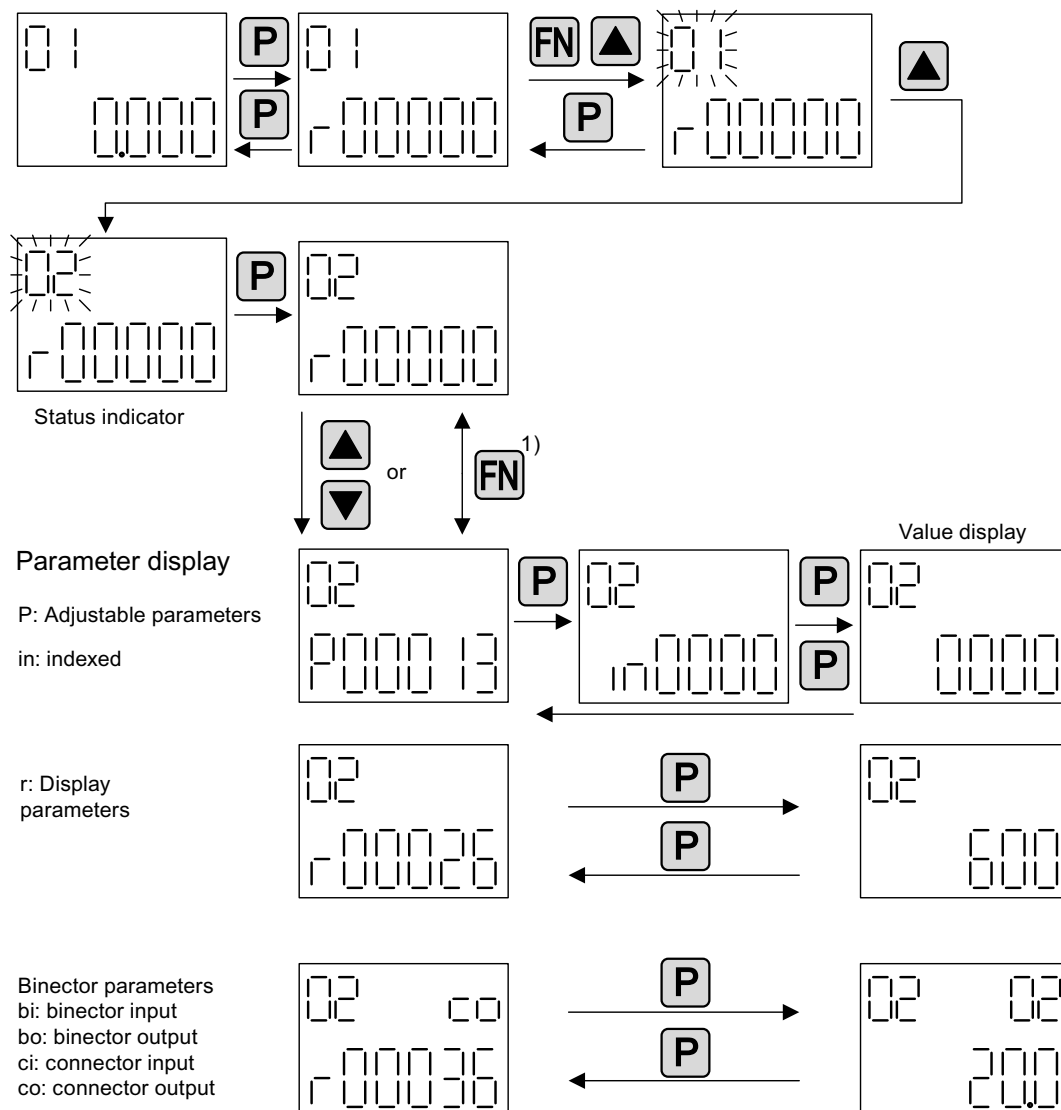 01 P 01 FN 01
0.000 P r00000 P r00000
02 P 02
r00000 r00000
Status indicator
or FN 1)
Value display
Parameter display
P: Adjustable parameters
in: indexed
02 P 02 P 02
P00013 in0000 P 0000
r: Display
parameters
02 P 02
r00026 P 600
Binector parameters
bi: binector input
bo: binector output
ci: connector input
co: connector output
02 co P 02 02
r00036 P 20.0